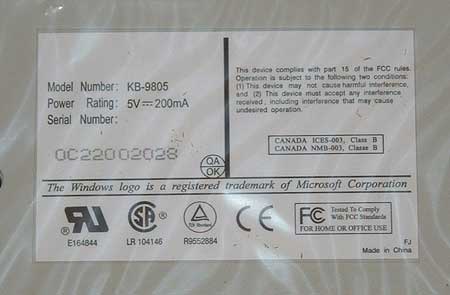 Model Number: KB-9805
Power Rating: 5V⎓200mA
Serial Number:
0C22002028
QA
OK
This device complies with part 15 of the FCC rules.
Operation is subject to the following two conditions:
(1) This device may not cause harmful interference,
and (2) This device must accept any interference
received, including interference that may cause
undesired operation.
CANADA ICES-003, Class B
CANADA NMB-003, Classe B
The Windows logo is a registered trademark of Microsoft Corporation
E164844
LR 104146
R9552884
CE
FC
Tested To Comply
With FCC Standards
FOR HOME OR OFFICE USE
FJ
Made in China